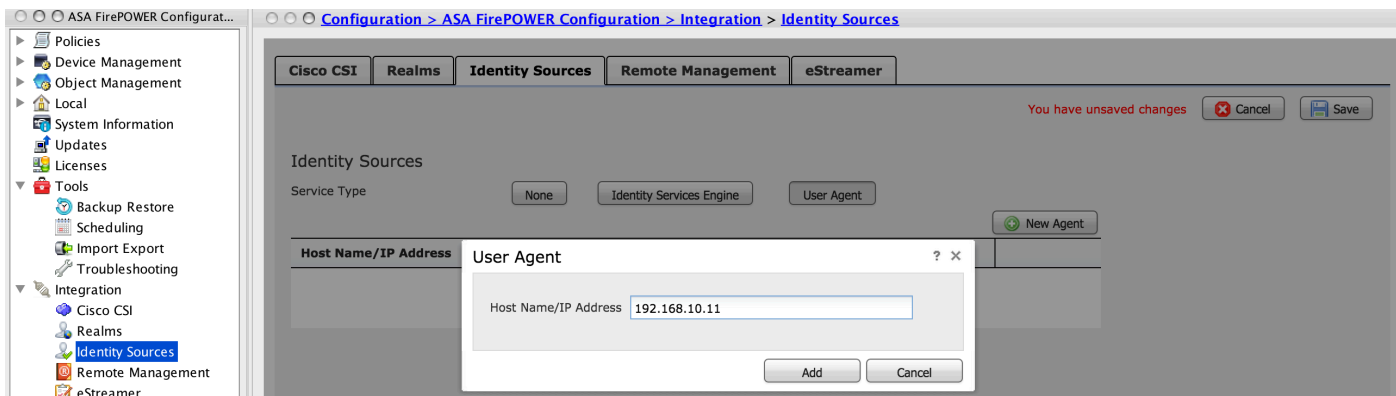 ASA FirePOWER Configurat...
Policies
Device Management
Object Management
Local
System Information
Updates
Licenses
Tools
Backup Restore
Scheduling
Import Export
Troubleshooting
Integration
Cisco CSI
Realms
Identity Sources
Remote Management
eStreamer
Configuration > ASA FirePOWER Configuration > Integration > Identity Sources
Cisco CSI Realms Identity Sources Remote Management eStreamer
You have unsaved changes Cancel Save
Identity Sources
Service Type None Identity Services Engine User Agent
New Agent
Host Name/IP Address
User Agent ? ×
Host Name/IP Address 192.168.10.11
Add Cancel